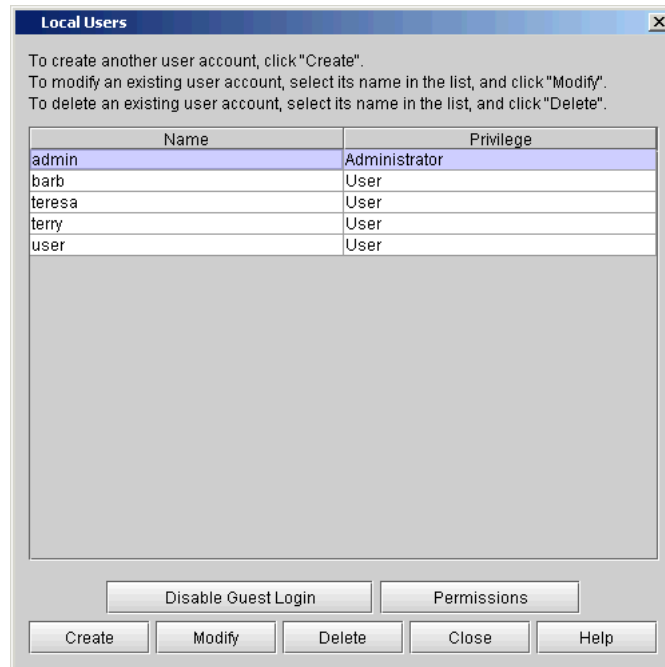 Local Users
To create another user account, click "Create".
To modify an existing user account, select its name in the list, and click "Modify".
To delete an existing user account, select its name in the list, and click "Delete".
Name Privilege
admin Administrator
barb User
teresa User
terry User
user User
Disable Guest Login Permissions
Create Modify Delete Close Help